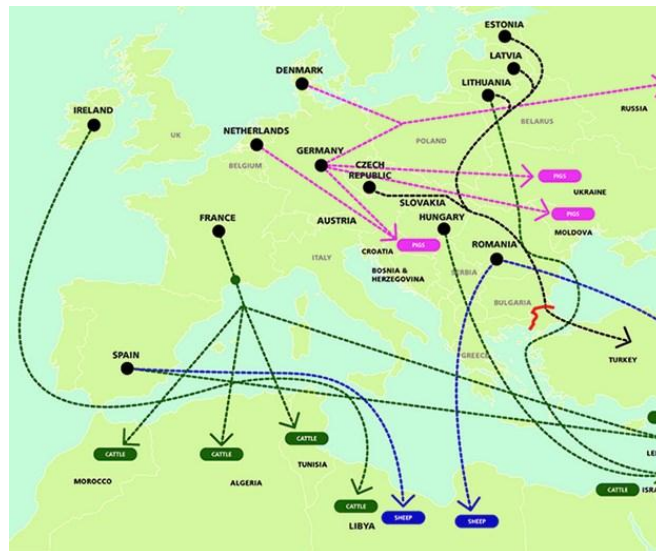 ESTONIA
LATVIA
DENMARK
LITHUANIA
IRELAND
RUSSIA
UK
NETHERLANDS
BELARUS
BELGIUM
GERMANY
POLAND
CZECH
REPUBLIC
PIGS
UKRAINE
SLOVAKIA
FRANCE
AUSTRIA
HUNGARY
PIGS
MOLDOVA
CROATIA
PIGS
ROMANIA
ITALY
BOSNIA &
HERZEGOVINA
SERBIA
BULGARIA
SPAIN
GREECE
TURKEY
CATTLE
CATTLE
CATTLE
TUNISIA
MOROCCO
ALGERIA
CATTLE
LIBYA
SHEEP
SHEEP
CATTLE